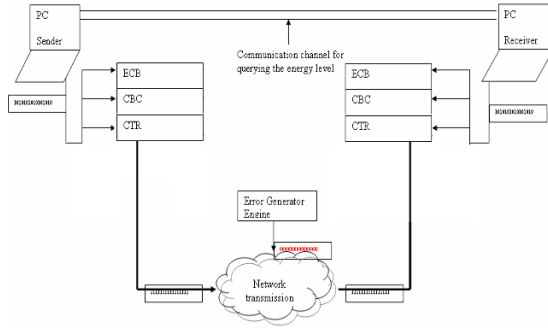 PC
Sender
PC
Receiver
Communication channel for
querying the energy level
ECB
CBC
CTR
ECB
CBC
CTR
Error Generator
Engine
Network
transmission